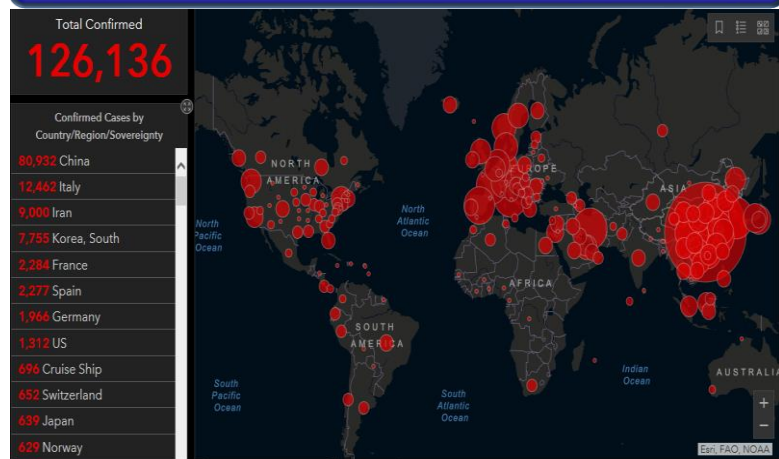 Total Confirmed
126,136
Confirmed Cases by
Country/Region/Sovereignty
80,932 China
12,462 Italy
9,000 Iran
7,755 Korea, South
2,284 France
2,277 Spain
1,966 Germany
1,312 US
696 Cruise Ship
652 Switzerland
639 Japan
629 Norway
NORTH
AMERICA
EUROPE
ASIA
North
Pacific
Ocean
North
Atlantic
Ocean
AFRICA
SOUTH
AMERICA
South
Pacific
Ocean
South
Atlantic
Ocean
Indian
Ocean
AUSTRALIA
+
−
Esri, FAO, NOAA